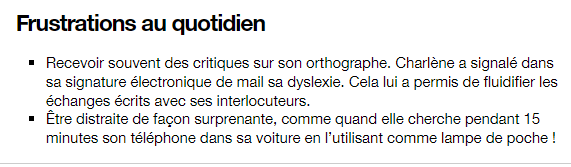 Frustrations au quotidien
▪ Recevoir souvent des critiques sur son orthographe. Charlène a signalé dans
sa signature électronique de mail sa dyslexie. Cela lui a permis de fluidifier les
échanges écrits avec ses interlocuteurs.
▪ Être distraite de façon surprenante, comme quand elle cherche pendant 15
minutes son téléphone dans sa voiture en l’utilisant comme lampe de poche !